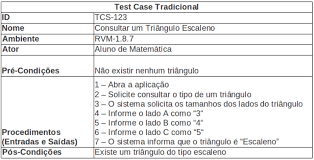 Test Case Tradicional
ID TCS-123
Nome Consultar um Triângulo Escaleno
Ambiente RVM-1.8.7
Ator Aluno de Matemática
Pré-Condições Não existir nenhum triângulo
1 – Abra a aplicação
2 – Solicite consultar o tipo de um triângulo
3 – O sistema solicita os tamanhos dos lados do triângulo
4 – Informe o lado A como "3"
5 – Informe o lado B como "4"
Procedimentos 6 – Informe o lado C como "5"
(Entradas e Saídas) 7 – O sistema informa que o triângulo é "Escaleno"
Pós-Condições Existe um triângulo do tipo escaleno